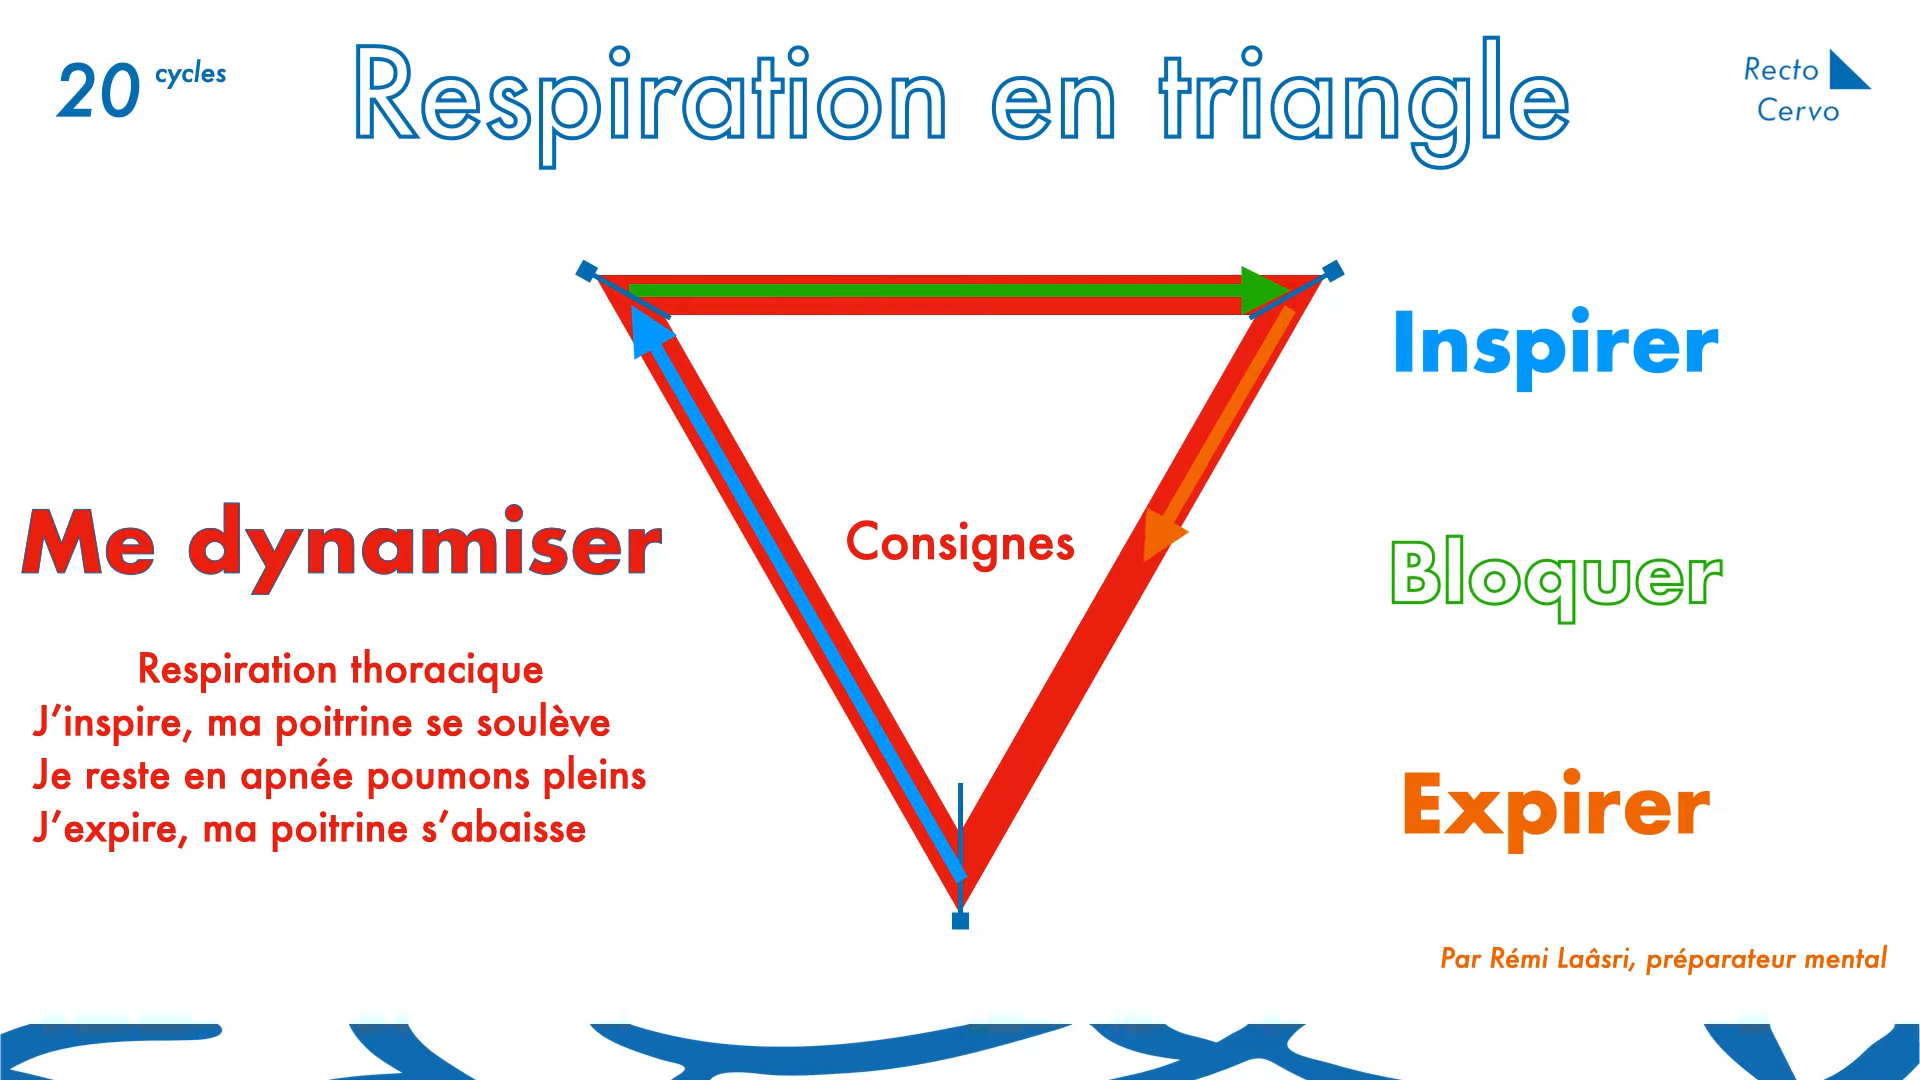 20 cycles
Respiration en triangle
Recto
Cervo
Inspirer
Me dynamiser
Consignes
Bloquer
Respiration thoracique
J’inspire, ma poitrine se soulève
Je reste en apnée poumons pleins
J’expire, ma poitrine s’abaisse
Expirer
Par Rémi Laâsri, préparateur mental